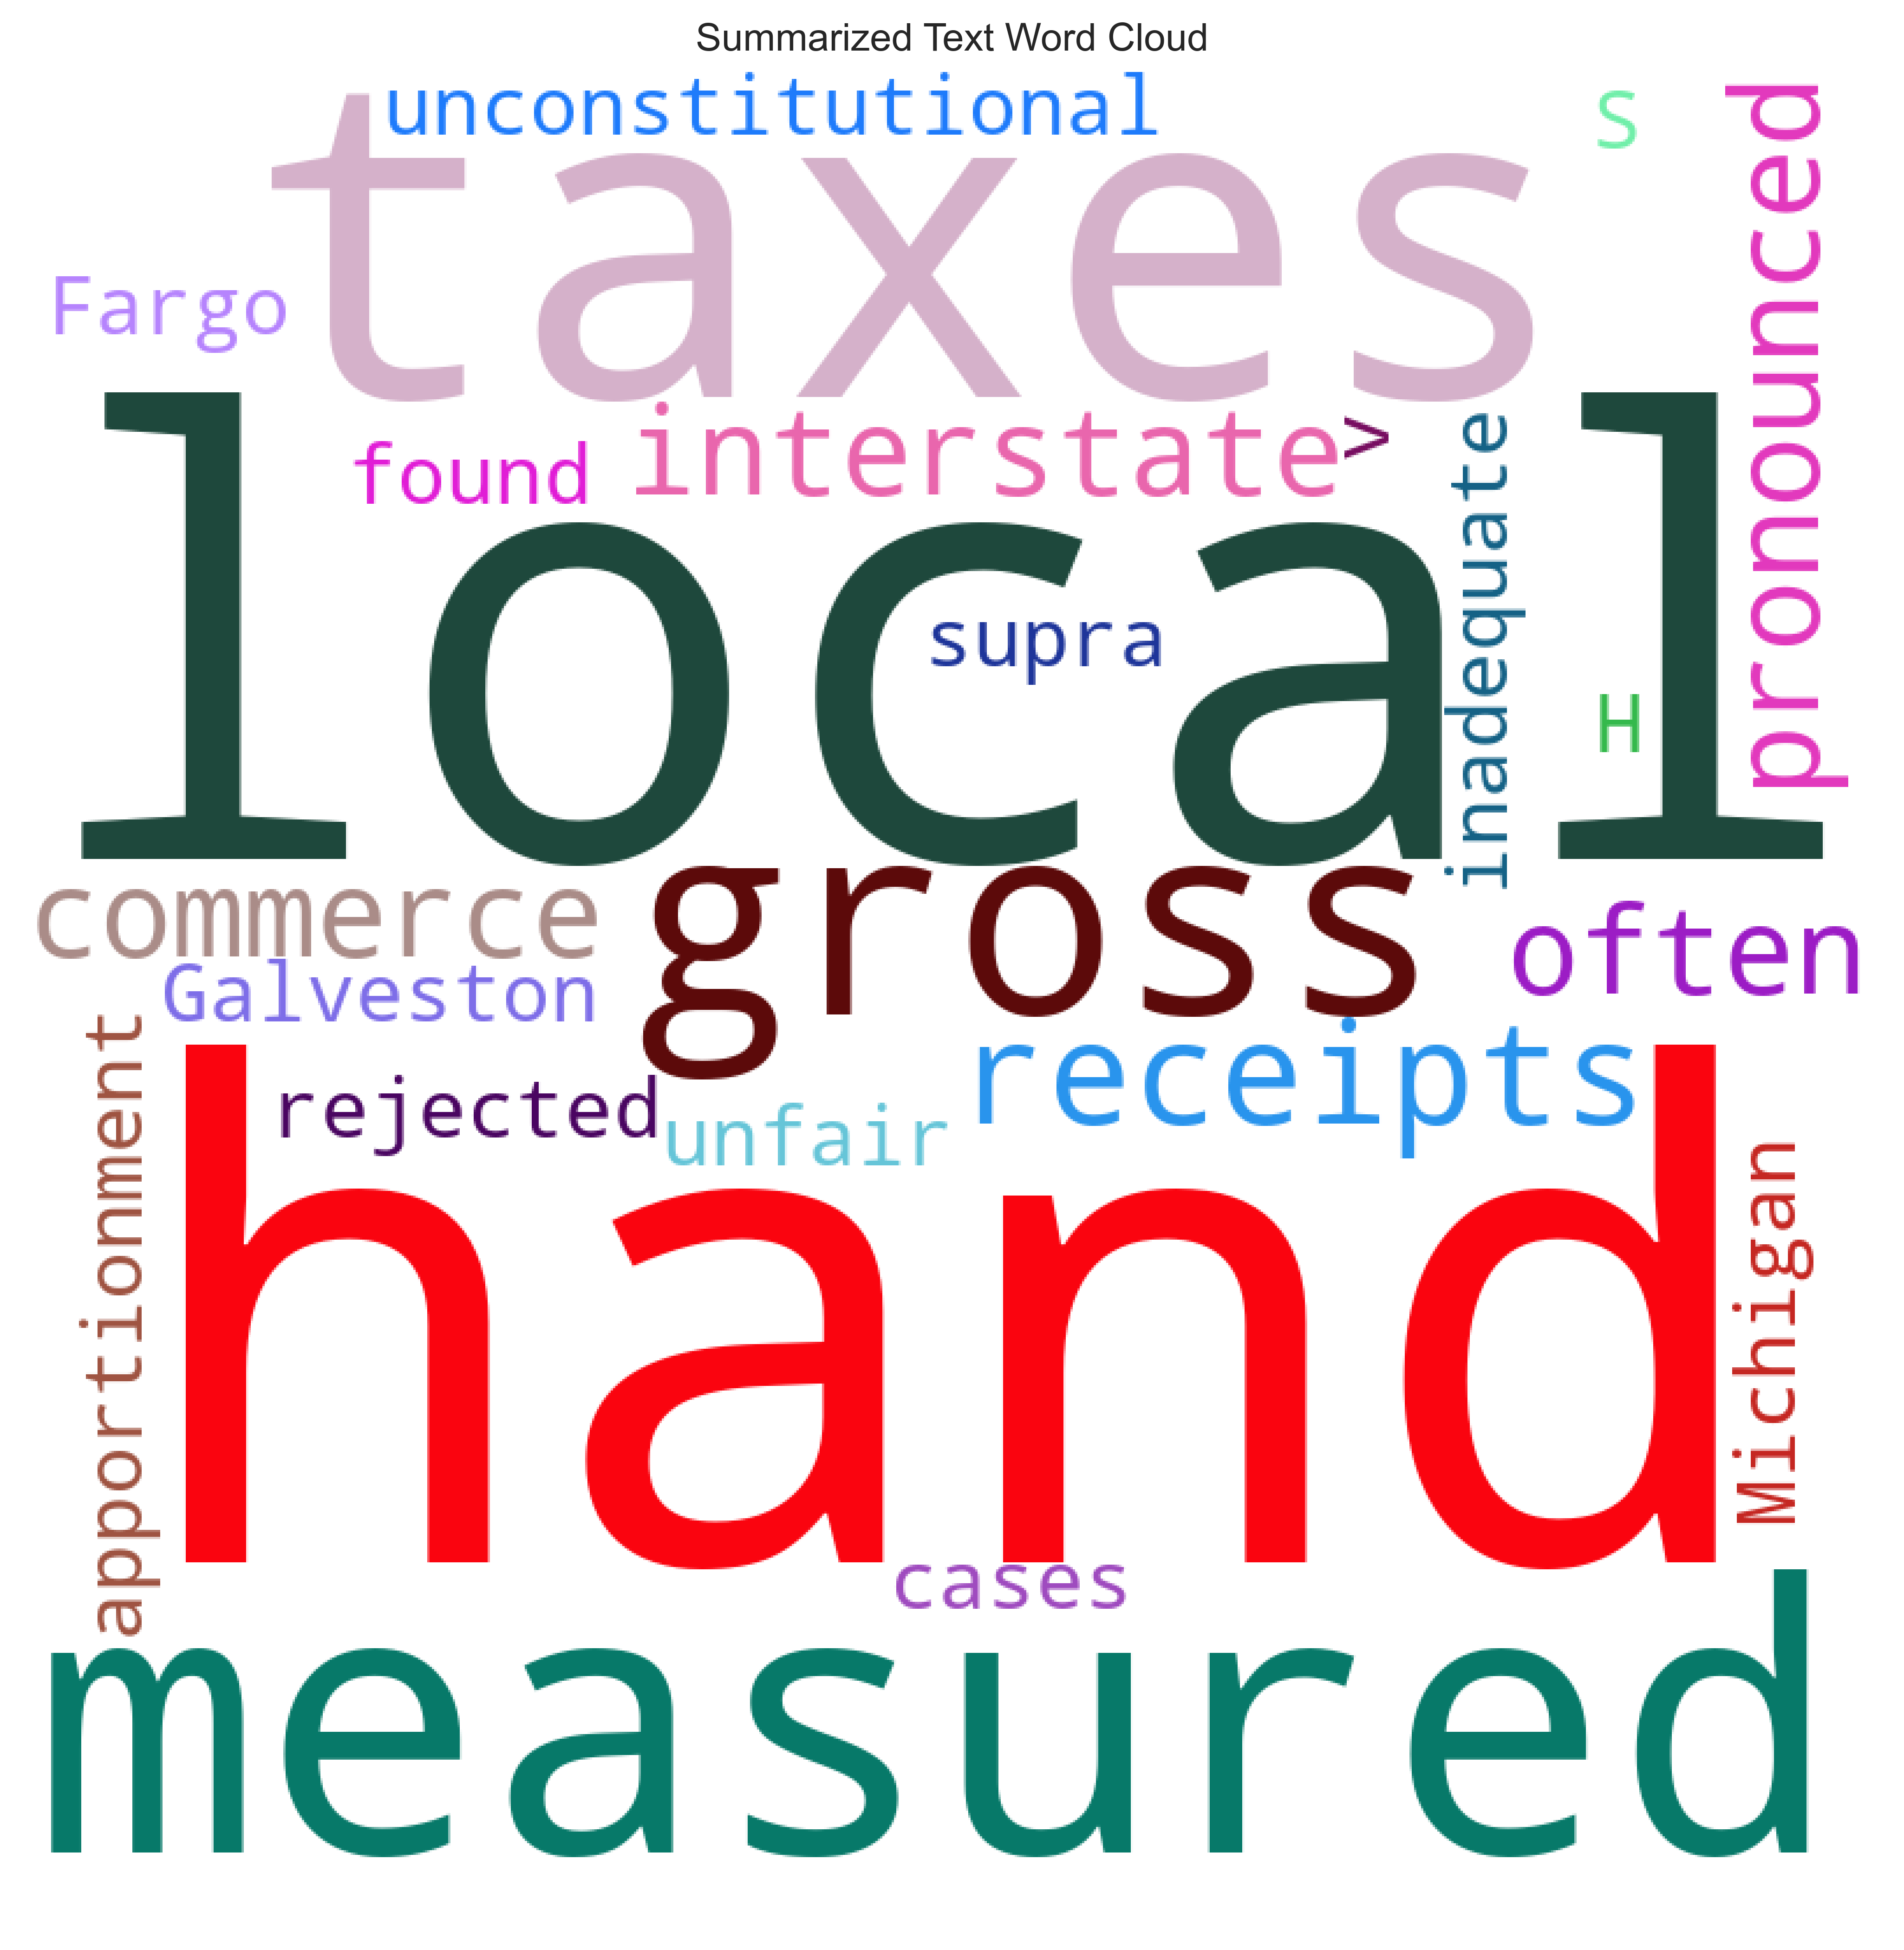 Summarized Text Word Cloud
unconstitutional
s
taxes
pronounced
Fargo
interstate
>
found
inadequate
local
supra
H
commerce
gross
often
Galveston
receipts
rejected
unfair
apportionment
hand
Michigan
cases
measured